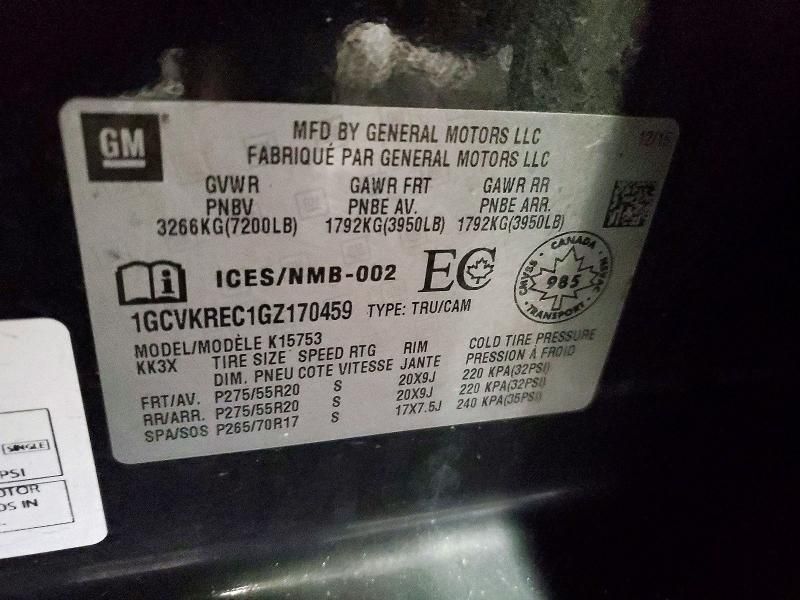 GM
MFD BY GENERAL MOTORS LLC
FABRIQUÉ PAR GENERAL MOTORS LLC
12/15
GVWR GAWR FRT GAWR RR
PNBV PNBE AV. PNBE ARR.
3266KG(7200LB) 1792KG(3950LB) 1792KG(3950LB)
i ICES/NMB-002 EC
CANADA
985
TRANSPORT
CMVSS
NSVAC
1GCVKREC1GZ170459 TYPE: TRU/CAM
MODEL/MODÈLE K15753
KK3X TIRE SIZE SPEED RTG RIM COLD TIRE PRESSURE
DIM. PNEU COTE VITESSE JANTE PRESSION À FROID
FRT/AV. P275/55R20 S 20X9J 220 KPA(32PSI)
RR/ARR. P275/55R20 S 20X9J 220 KPA(32PSI)
SPA/SOS P265/70R17 S 17X7.5J 240 KPA(35PSI)
SINGLE
PSI
OTOR
DS IN